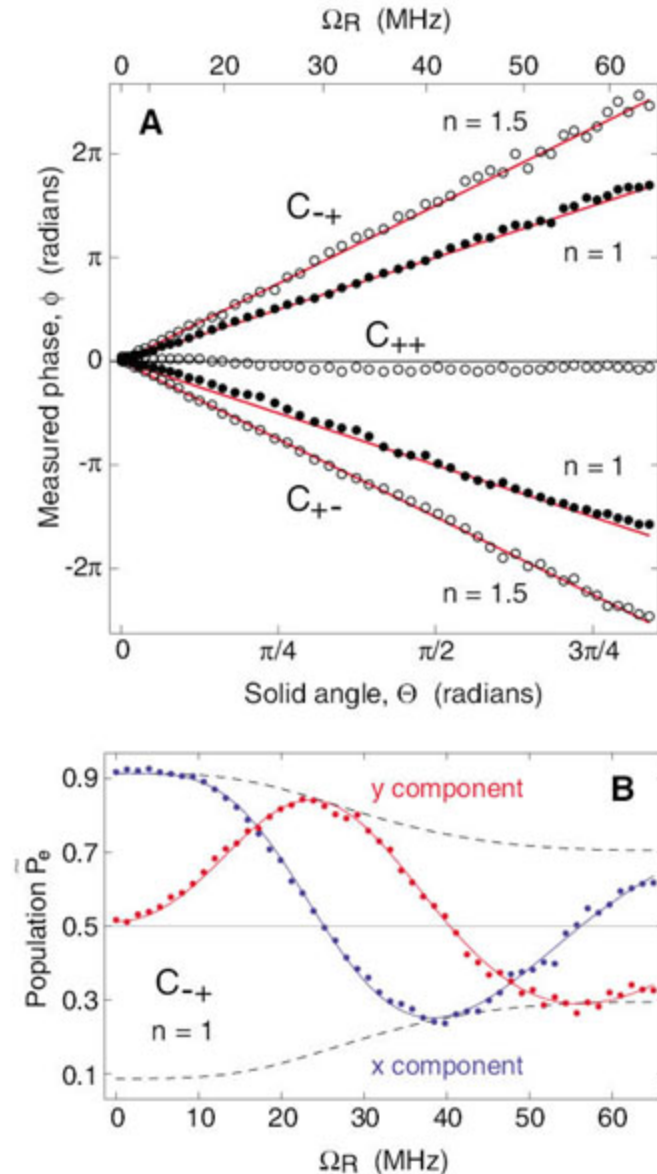 Ω_R (MHz)
0 20 30 40 50 60
A
n = 1.5
2π
C₋₊
π
n = 1
C₊₊
0
Measured phase, ϕ (radians)
n = 1
-π
C₊₋
-2π
n = 1.5
0 π/4 π/2 3π/4
Solid angle, Θ (radians)
0.9
y component
B
0.7
Population P̃ₑ
0.5
C₋₊
0.3
n = 1
x component
0.1
0 10 20 30 40 50 60
Ω_R (MHz)